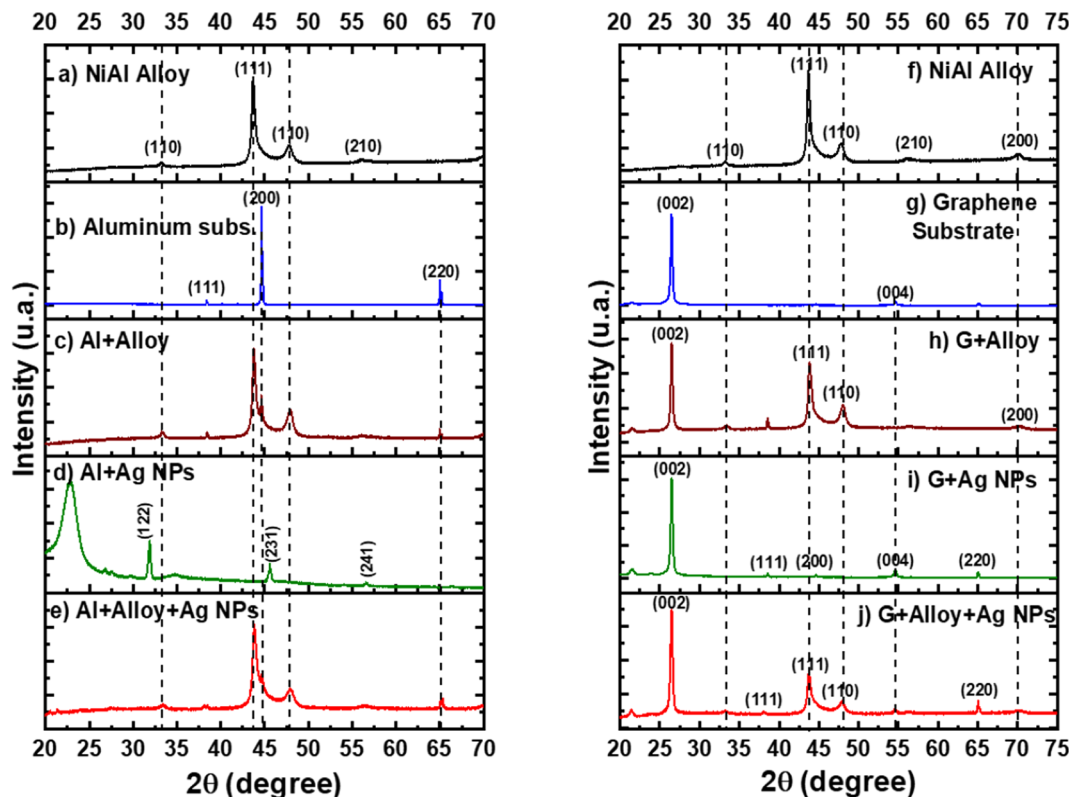 20 25 30 35 40 45 50 55 60 65 70
a) NiAl Alloy
(110)
(111)
(110)
(210)
b) Aluminum subs.
(111)
(200)
(220)
c) Al+Alloy
d) Al+Ag NPs
(122)
(231)
(241)
e) Al+Alloy+Ag NPs
20 25 30 35 40 45 50 55 60 65 70
2θ (degree)
Intensity (u.a.)
20 25 30 35 40 45 50 55 60 65 70 75
f) NiAl Alloy
(110)
(111)
(110)
(210)
(200)
g) Graphene
Substrate
(002)
(004)
h) G+Alloy
(002)
(111)
(110)
(200)
i) G+Ag NPs
(002)
(111)
(200)
(004)
(220)
j) G+Alloy+Ag NPs
(002)
(111)
(111)
(110)
(220)
20 25 30 35 40 45 50 55 60 65 70 75
2θ (degree)
Intensity (u.a.)